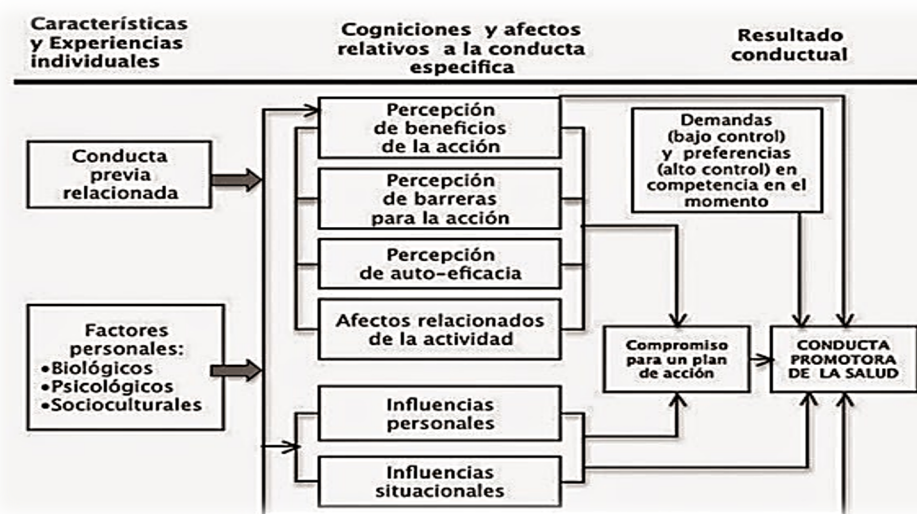 Características
y Experiencias
individuales
Cogniciones y afectos
relativos a la conducta
especifica
Resultado
conductual
Conducta
previa
relacionada
Factores
personales:
•Biológicos
•Psicológicos
•Socioculturales
Percepción
de beneficios
de la acción
Percepción
de barreras
para la acción
Percepción
de auto-eficacia
Afectos relacionados
de la actividad
Influencias
personales
Influencias
situacionales
Demandas
(bajo control)
y preferencias
(alto control) en
competencia en el
momento
Compromiso
para un plan
de acción
CONDUCTA
PROMOTORA
DE LA SALUD